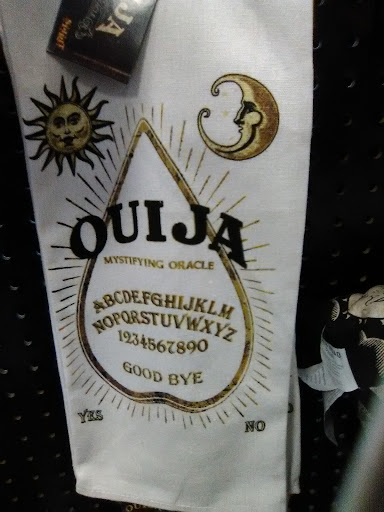 OUIJA
MYSTIFYING ORACLE
ABCDEFGHIJKLM
NOPQRSTUVWXYZ
1234567890
GOOD BYE
YES
NO